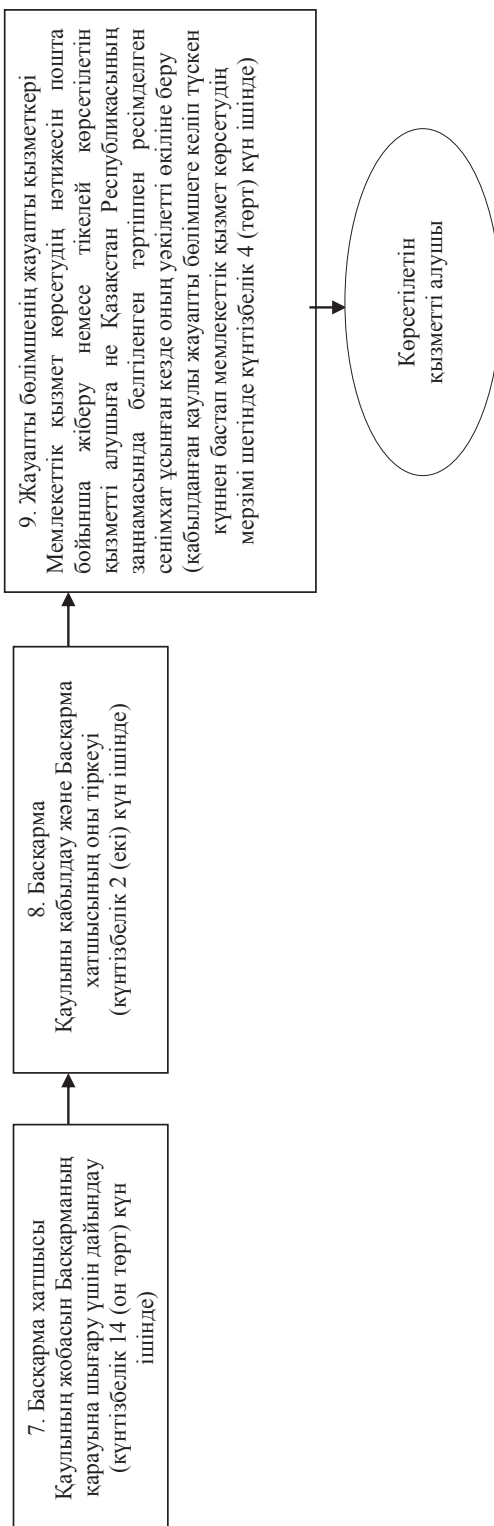 7. Басқарма хатшысы
Қаулының жобасын Басқарманың
қарауына шығару үшін дайындау
(күнтізбелік 14 (он төрт) күн
ішінде)
8. Басқарма
Қаулыны қабылдау және Басқарма
хатшысының оны тіркеуі
(күнтізбелік 2 (екі) күн ішінде)
9. Жауапты бөлімшенің жауапты қызметкері
Мемлекеттік қызмет көрсетудің нәтижесін пошта
бойынша жіберу немесе тікелей көрсетілетін
қызметті алушыға не Қазақстан Республикасының
заңнамасында белгіленген тәртіппен ресімделген
сенімхат ұсынған кезде оның уәкілетті өкіліне беру
(қабылданған қаулы жауапты бөлімшеге келіп түскен
күннен бастап мемлекеттік қызмет көрсетудің
мерзімі шегінде күнтізбелік 4 (төрт) күн ішінде)
Көрсетілетін
қызметті алушы